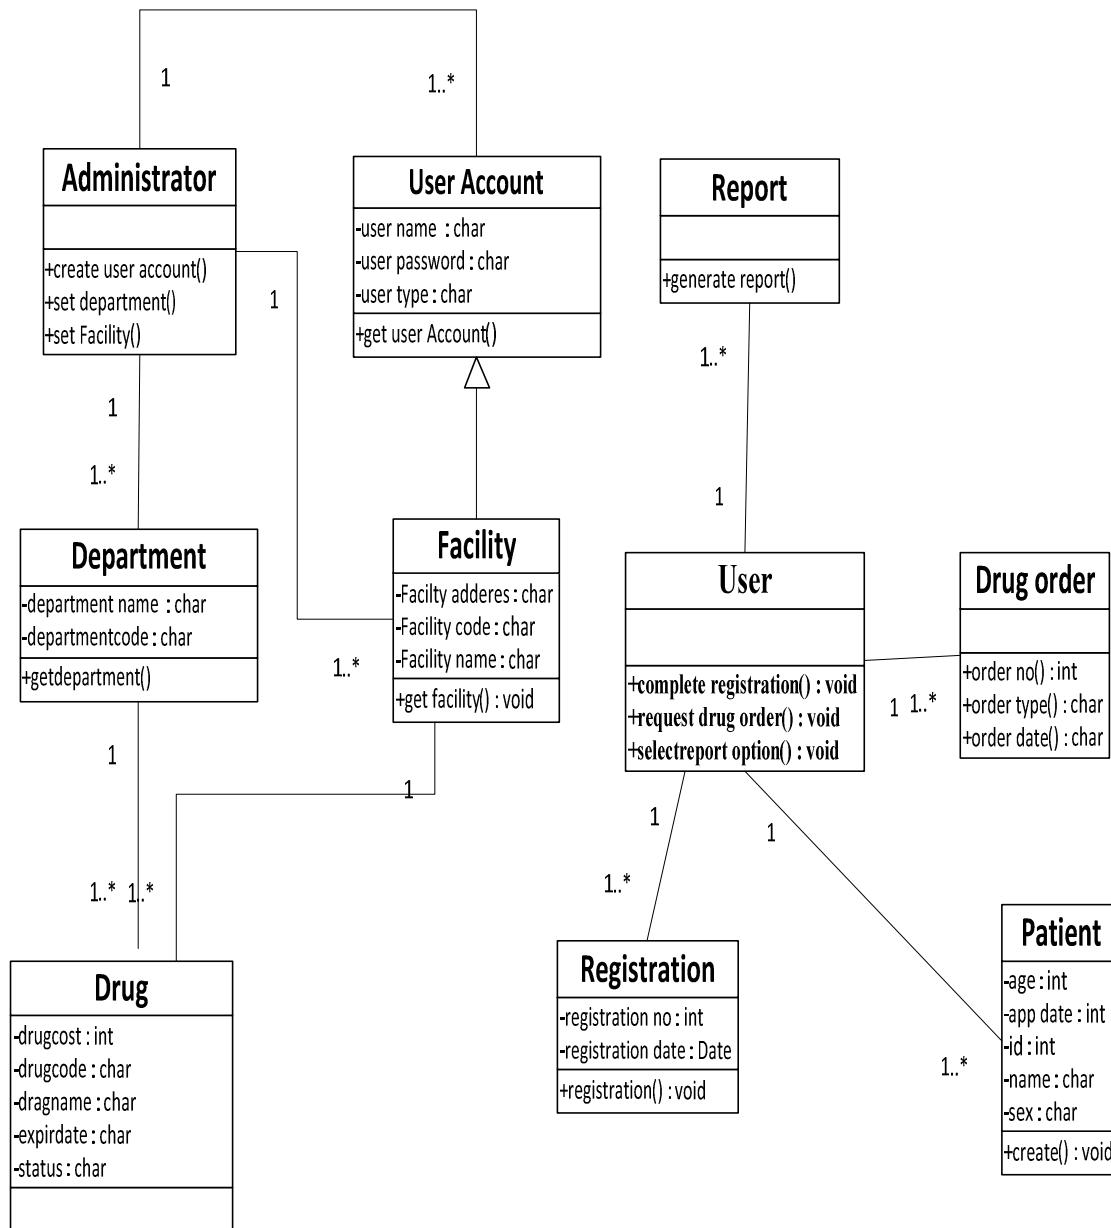 1
1..*
Administrator
+create user account()
+set department()
+set Facility()
User Account
-user name : char
-user password : char
-user type : char
+get user Account()
Report
+generate report()
1
1
1..*
1..*
1
Department
-department name : char
-departmentcode : char
+getdepartment()
Facility
-Facilty adderes : char
-Facility code : char
-Facility name : char
+get facility() : void
1..*
User
+complete registration() : void
+request drug order() : void
+selectreport option() : void
Drug order
+order no() : int
+order type() : char
+order date() : char
1 1..*
1
1
1..* 1..*
1
1..*
1
1..*
Drug
-drugcost : int
-drugcode : char
-dragname : char
-expirdate : char
-status : char
Registration
-registration no : int
-registration date : Date
+registration() : void
Patient
-age : int
-app date : int
-id : int
-name : char
-sex : char
+create() : void